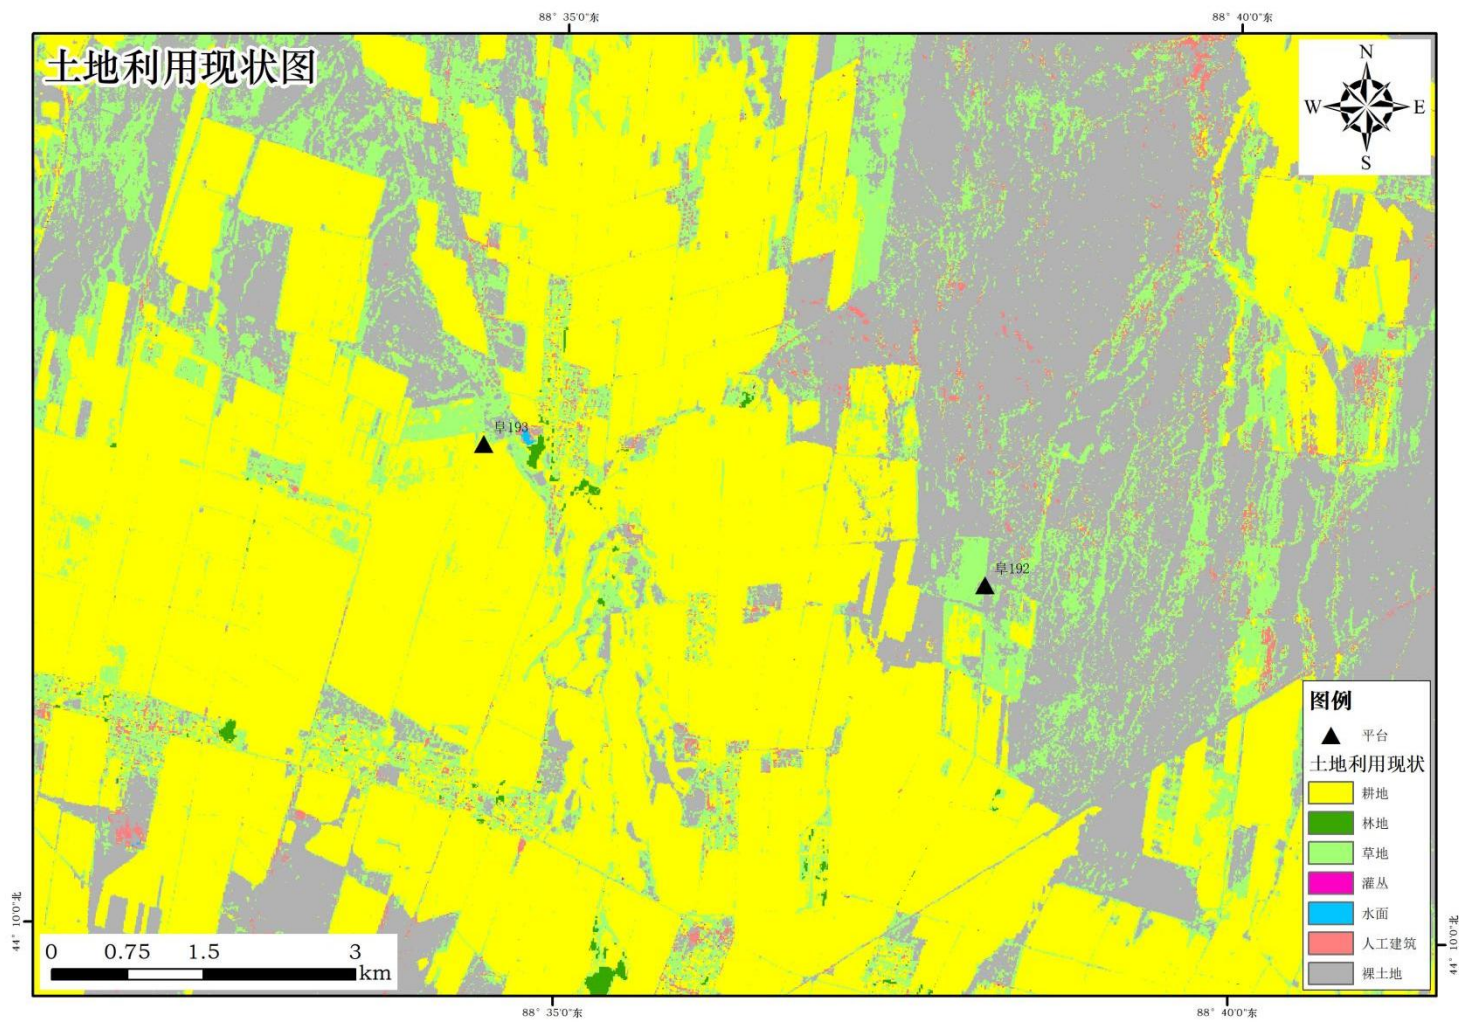 88° 35'0"东
88° 40'0"东
土地利用现状图
N
W
E
S
阜193
阜192
图例
平台
土地利用现状
耕地
林地
草地
灌丛
水面
人工建筑
裸土地
44° 10'0"北
44° 10'0"北
0 0.75 1.5 3
km
88° 35'0"东
88° 40'0"东